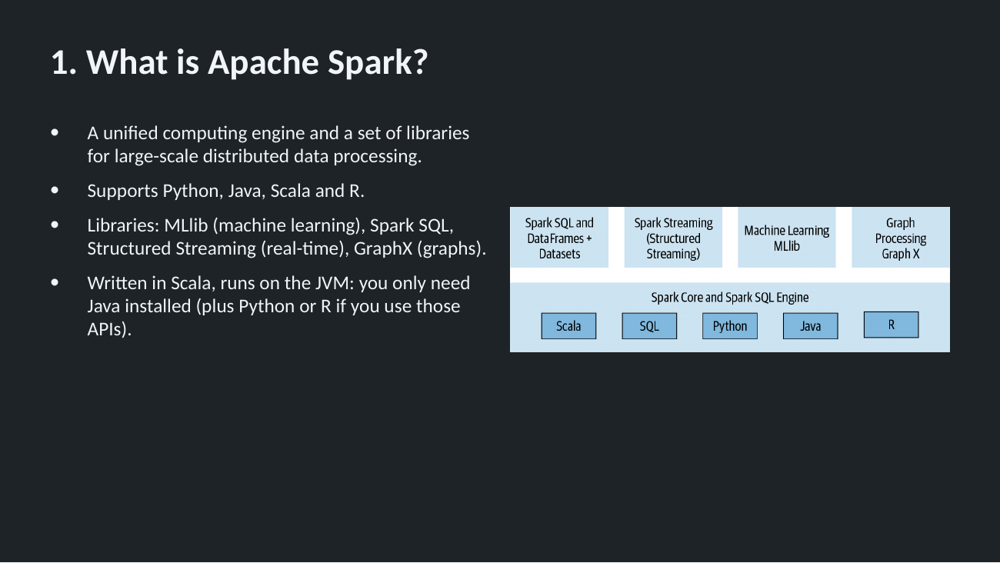 1. What is Apache Spark?
• A unified computing engine and a set of libraries
for large-scale distributed data processing.
• Supports Python, Java, Scala and R.
• Libraries: MLlib (machine learning), Spark SQL,
Structured Streaming (real-time), GraphX (graphs).
• Written in Scala, runs on the JVM: you only need
Java installed (plus Python or R if you use those
APIs).
Spark SQL and
DataFrames +
Datasets
Spark Streaming
(Structured
Streaming)
Machine Learning
MLlib
Graph
Processing
Graph X
Spark Core and Spark SQL Engine
Scala
SQL
Python
Java
R